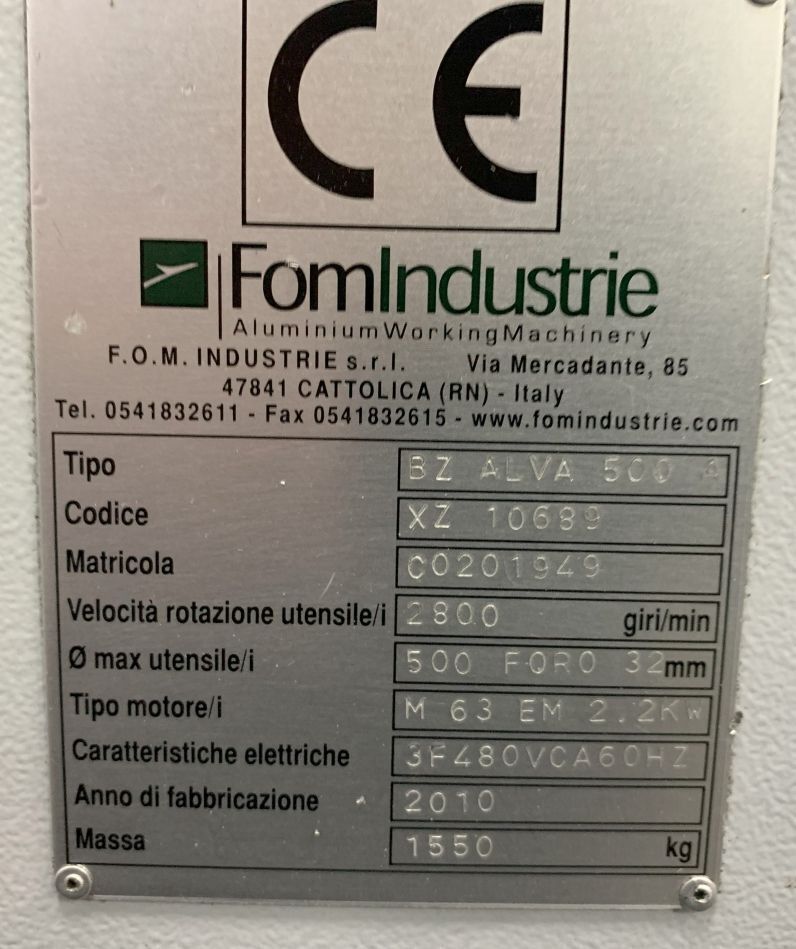 CE
FomIndustrie
AluminiumWorkingMachinery
F.O.M. INDUSTRIE s.r.l. Via Mercadante, 85
47841 CATTOLICA (RN) - Italy
Tel. 0541832611 - Fax 0541832615 - www.fomindustrie.com
Tipo BZ ALVA 500 A
Codice XZ 10689
Matricola C0201949
Velocità rotazione utensile/i 2800 giri/min
Ø max utensile/i 500 FORO 32 mm
Tipo motore/i M 63 EM 2.2KW
Caratteristiche elettriche 3F480VCA60HZ
Anno di fabbricazione 2010
Massa 1550 kg